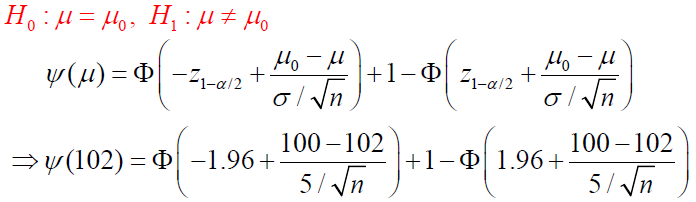 H₀ : μ = μ₀, H₁ : μ ≠ μ₀
ψ(μ) = Φ(−z₁₋α/₂ + (μ₀ − μ)/(σ / √n)) + 1 − Φ(z₁₋α/₂ + (μ₀ − μ)/(σ / √n))
⇒ ψ(102) = Φ(−1.96 + (100 − 102)/(5 / √n)) + 1 − Φ(1.96 + (100 − 102)/(5 / √n))